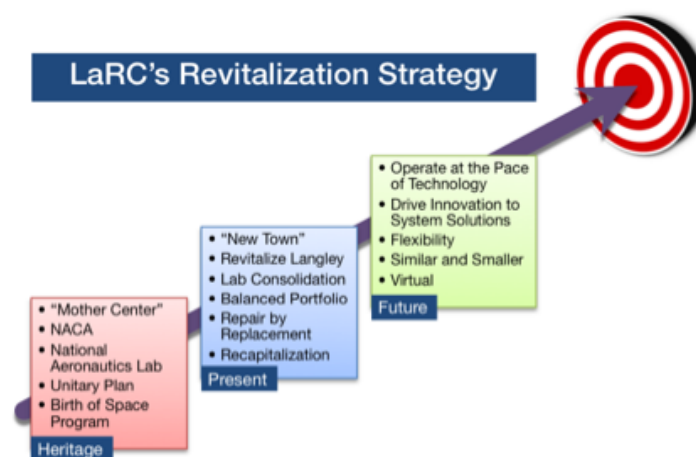 LaRC's Revitalization Strategy
• Operate at the Pace
of Technology
• Drive Innovation to
System Solutions
• Flexibility
• Similar and Smaller
• Virtual
Future
• "New Town"
• Revitalize Langley
• Lab Consolidation
• Balanced Portfolio
• Repair by
Replacement
• Recapitalization
Present
• "Mother Center"
• NACA
• National
Aeronautics Lab
• Unitary Plan
• Birth of Space
Program
Heritage